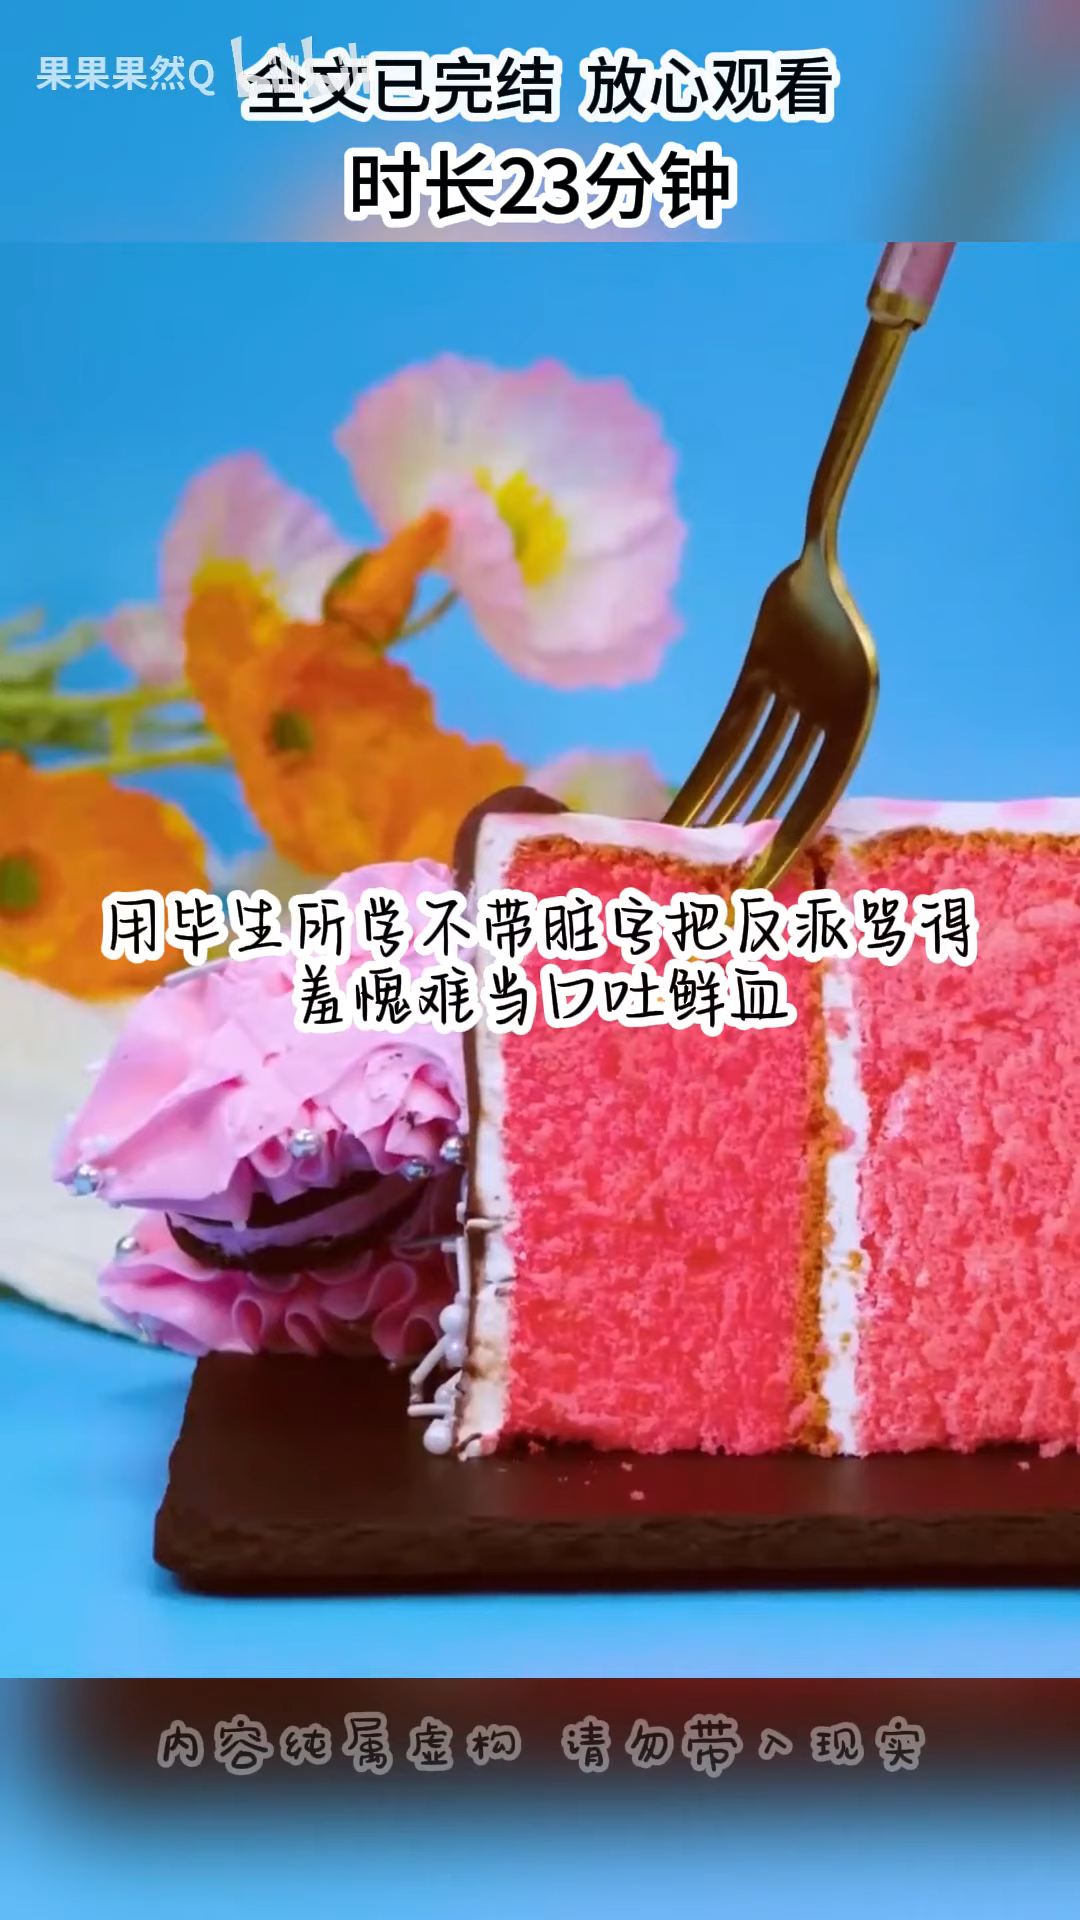 果果果然Q
全文已完结 放心观看
时长23分钟
用毕生所学不带脏字把反派骂得
羞愧难当口吐鲜血
内容纯属虚构 请勿带入现实